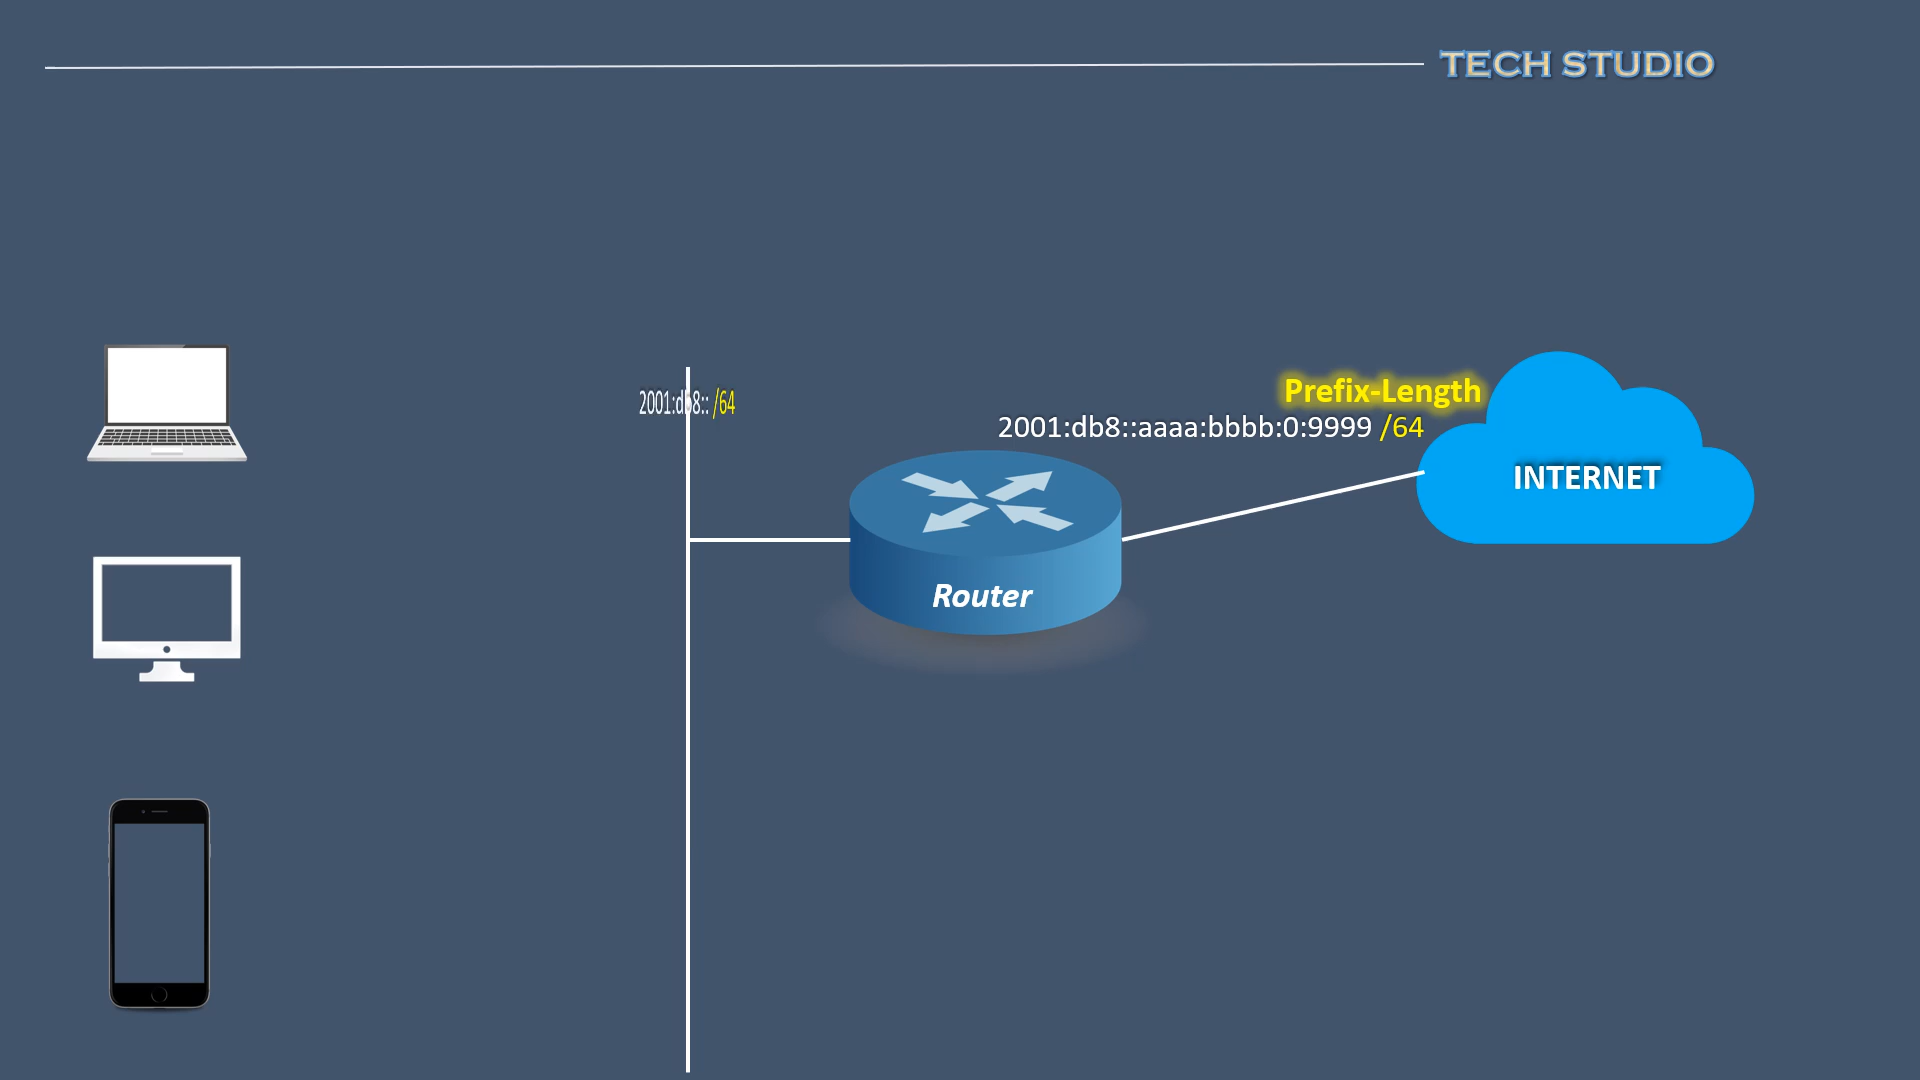 TECH STUDIO
Prefix-Length
2001:db8:: /64
2001:db8::aaaa:bbbb:0:9999 /64
INTERNET
Router